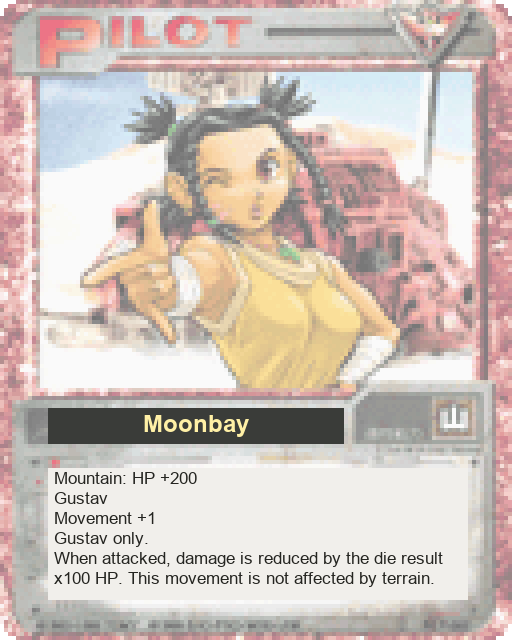 PILOT
Moonbay
Mountain: HP +200
Gustav
Movement +1
Gustav only.
When attacked, damage is reduced by the die result
x100 HP. This movement is not affected by terrain.